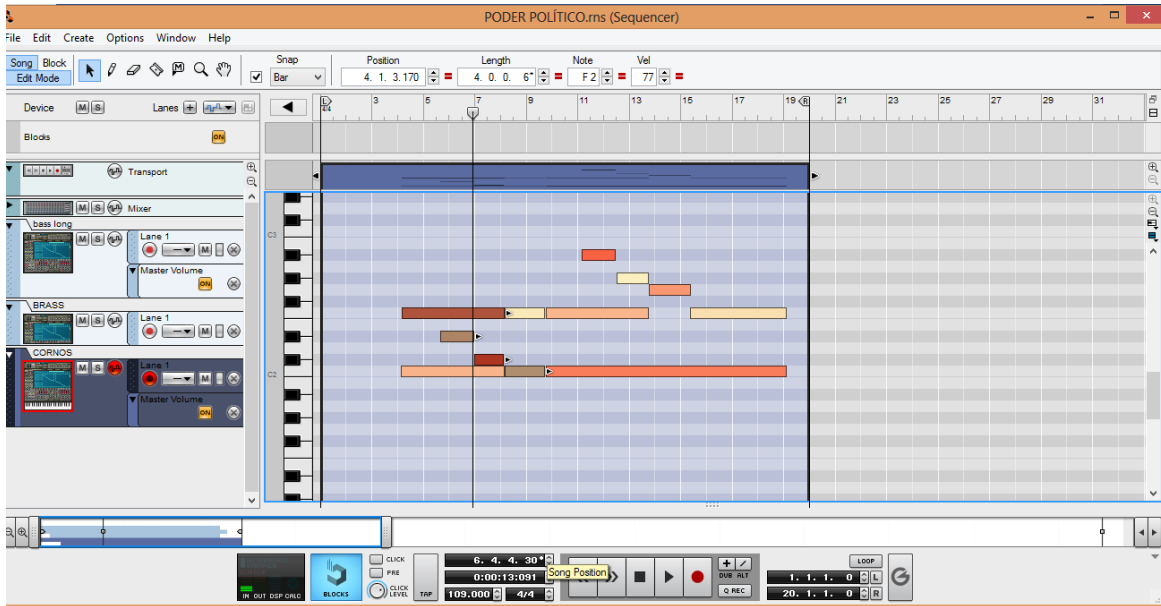 PODER POLÍTICO.rns (Sequencer)
File Edit Create Options Window Help
Song Block
Edit Mode
Snap
Bar
Position
4. 1. 3.170
Length
4. 0. 0. 6*
Note
F 2
Vel
77
Device M S Lanes
L 3 5 7 9 11 13 15 17 19 R 21 23 25 27 29 31
4/4
Blocks ON
Transport
M S Mixer
bass long
M S Lane 1
M
Master Volume
ON
BRASS
M S Lane 1
M
CORNOS
M S Lane 1
M
Master Volume
ON
C3
C2
IN OUT DSP CALC
BLOCKS
CLICK
PRE
CLICK
LEVEL
TAP
6. 4. 4. 30*
0:00:13:091
109.000 4/4
Song Position
DUB ALT
Q REC
LOOP
1. 1. 1. 0 L
20. 1. 1. 0 R